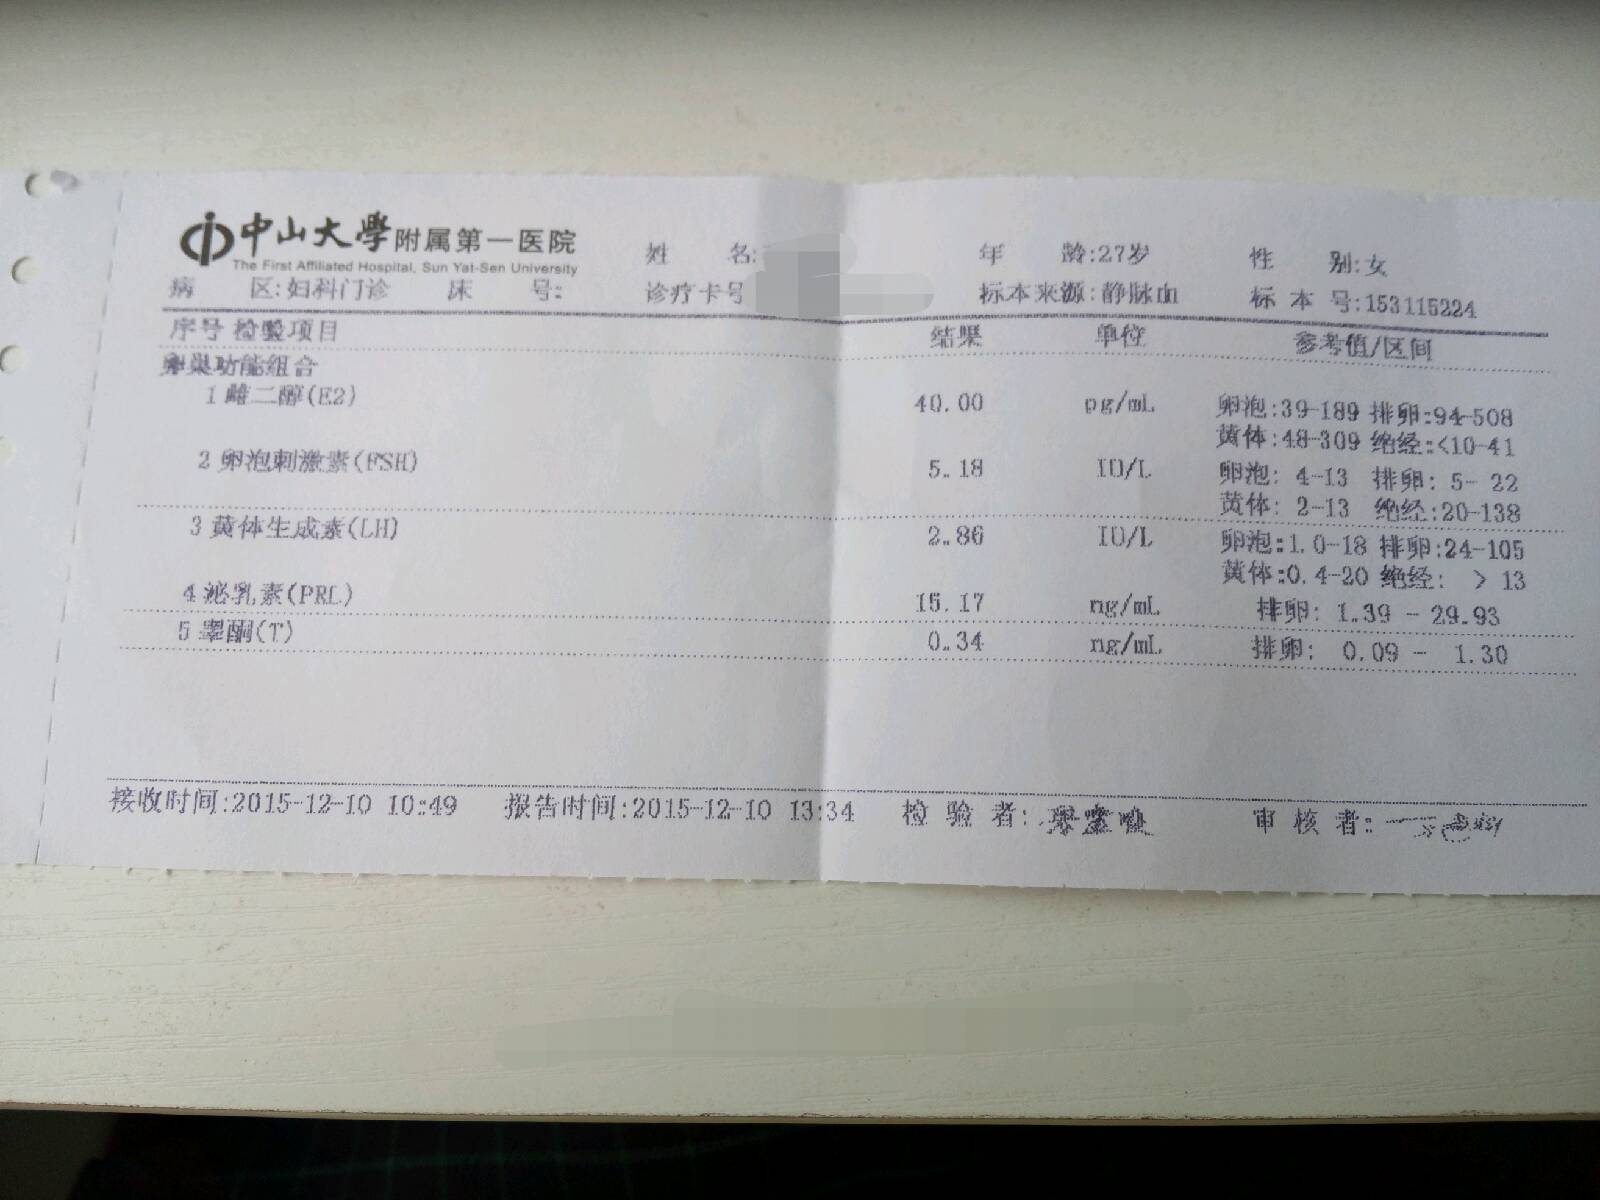 中山大學附属第一医院
The First Affiliated Hospital, Sun Yat-Sen University
姓 名: 年 龄:27岁 性 别:女
病 区:妇科门诊 床 号: 诊疗卡号 标本来源:静脉血 标 本 号:153115224
序号 检验项目 结果 单位 参考值/区间
卵巢功能组合
1 雌二醇(E2) 40.00 pg/mL 卵泡:39-189 排卵:94-508
黄体:48-309 绝经:<10-41
2 卵泡刺激素(FSH) 5.18 IU/L 卵泡: 4-13 排卵: 5- 22
黄体: 2-13 绝经:20-138
3 黄体生成素(LH) 2.86 IU/L 卵泡:1.0-18 排卵:24-105
黄体:0.4-20 绝经: > 13
4 泌乳素(PRL) 15.17 ng/mL 排卵: 1.39 - 29.93
5 睾酮(T) 0.34 ng/mL 排卵: 0.09 - 1.30
接收时间:2015-12-10 10:49 报告时间:2015-12-10 13:34 检 验 者: 审 核 者: